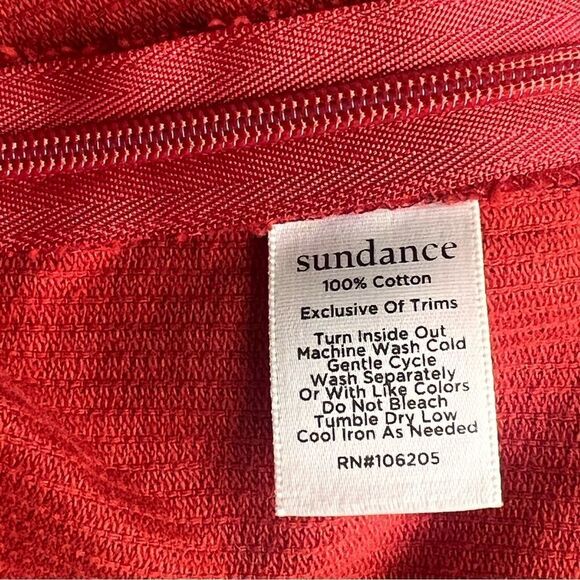 sundance
100% Cotton
Exclusive Of Trims
Turn Inside Out
Machine Wash Cold
Gentle Cycle
Wash Separately
Or With Like Colors
Do Not Bleach
Tumble Dry Low
Cool Iron As Needed
RN#106205